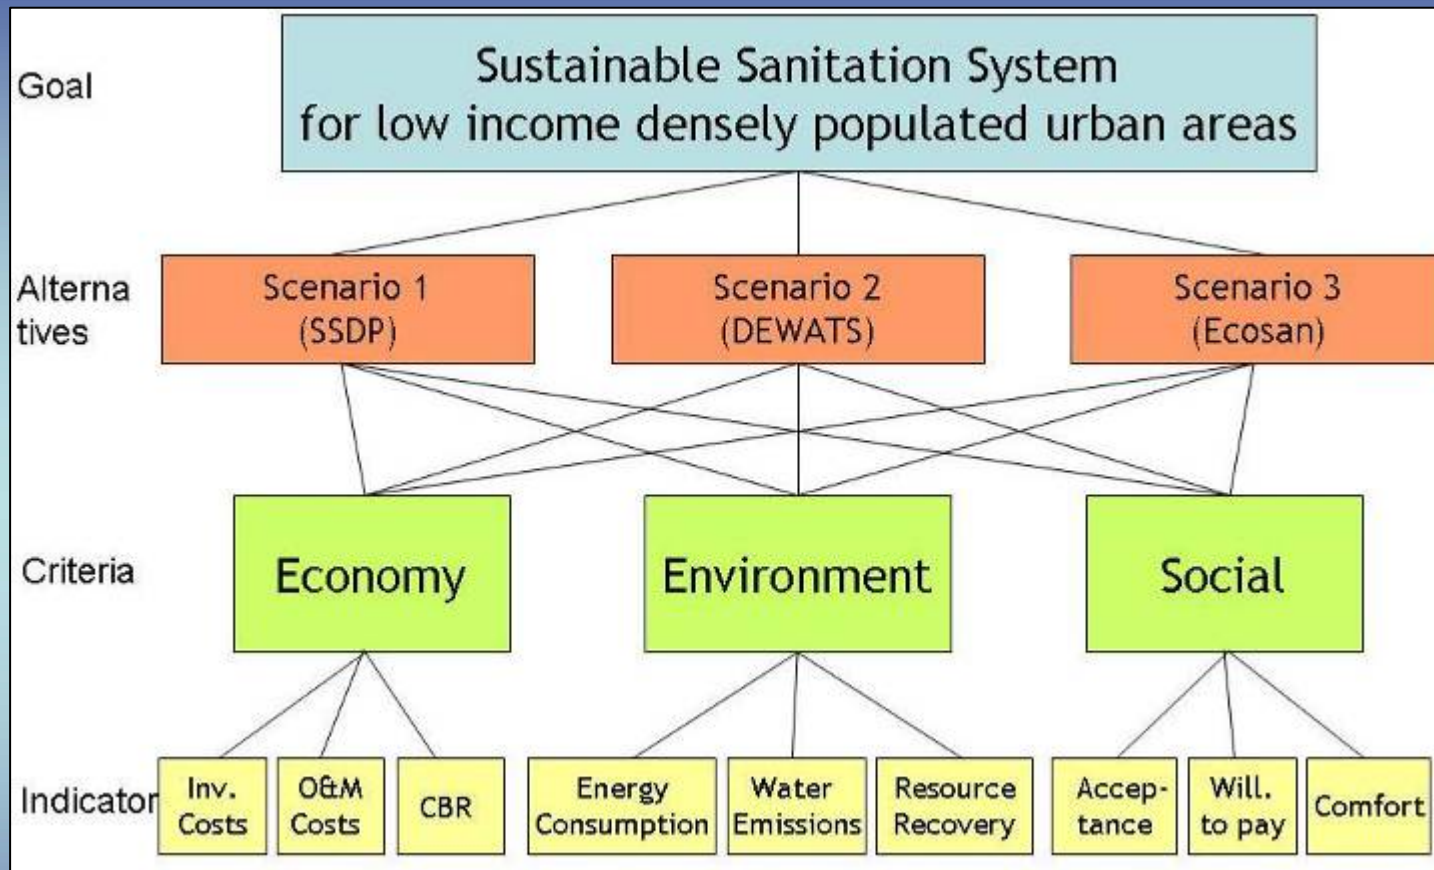 Goal
Sustainable Sanitation System
for low income densely populated urban areas
Alterna
tives
Scenario 1
(SSDP)
Scenario 2
(DEWATS)
Scenario 3
(Ecosan)
Criteria
Economy
Environment
Social
Indicator
Inv.
Costs
O&M
Costs
CBR
Energy
Consumption
Water
Emissions
Resource
Recovery
Accep-
tance
Will.
to pay
Comfort